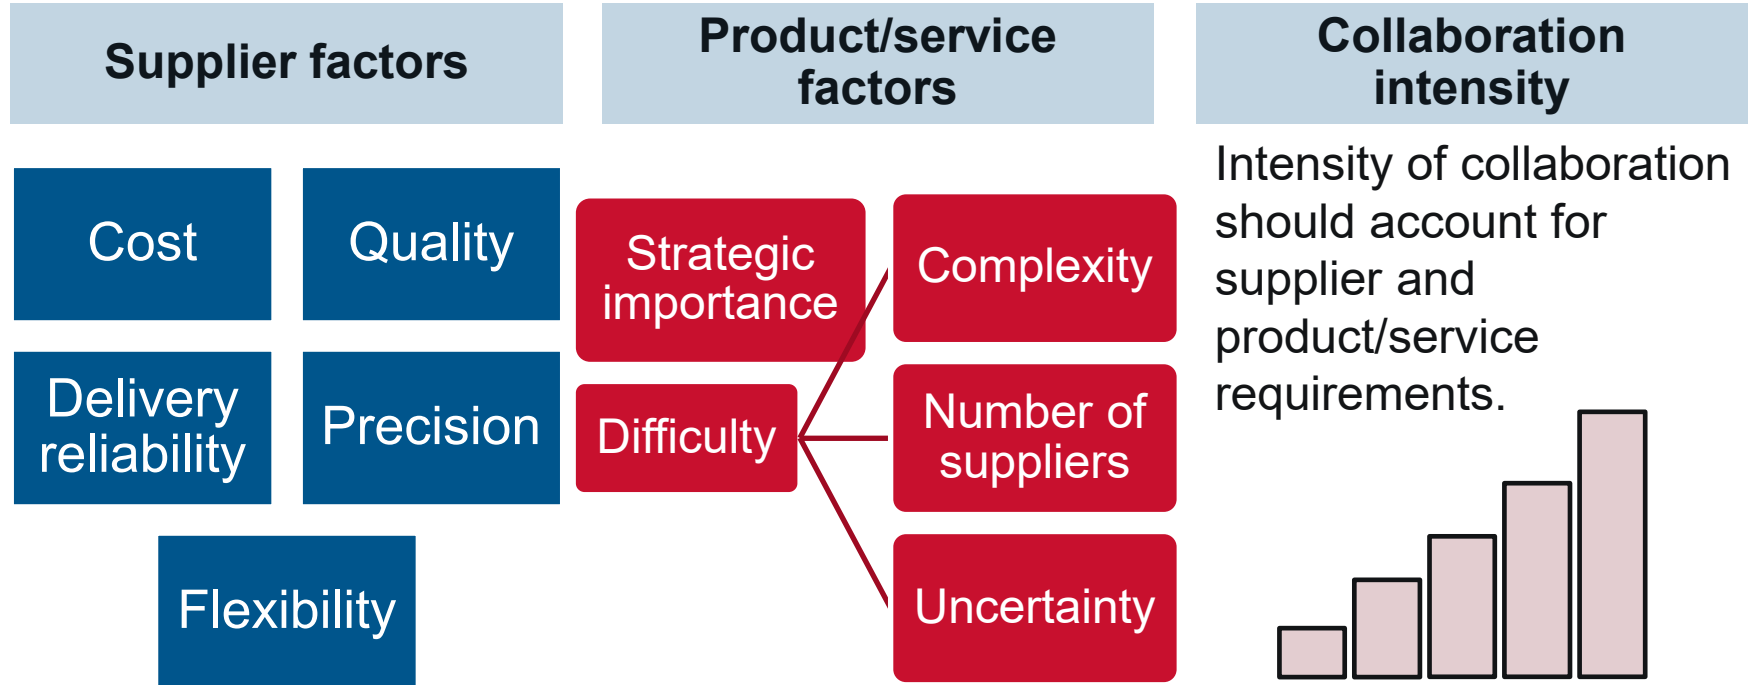 Supplier factors
Product/service
factors
Collaboration
intensity
Cost
Quality
Delivery
reliability
Precision
Flexibility
Strategic
importance
Difficulty
Complexity
Number of
suppliers
Uncertainty
Intensity of collaboration
should account for
supplier and
product/service
requirements.